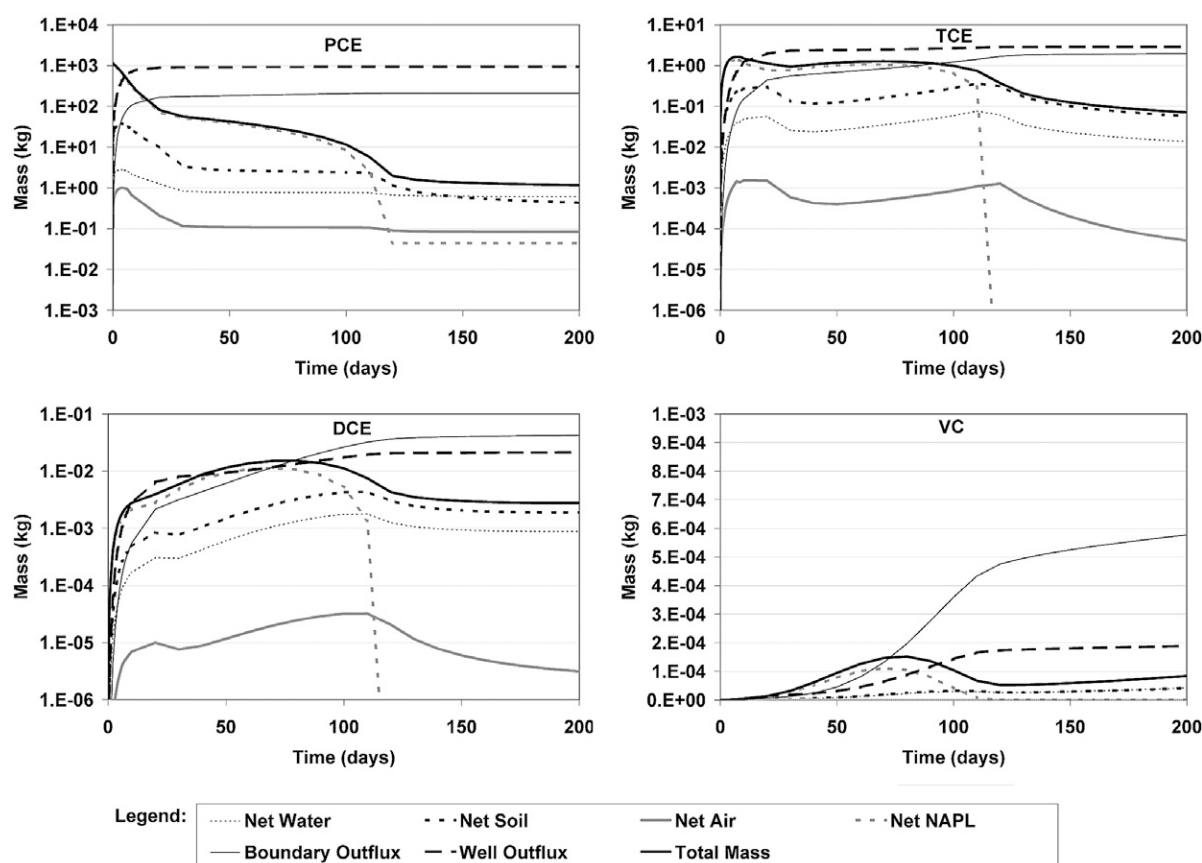 PCE
1.E+04
1.E+03
1.E+02
1.E+01
1.E+00
1.E-01
1.E-02
1.E-03
Mass (kg)
0 50 100 150 200
Time (days)
TCE
1.E+01
1.E+00
1.E-01
1.E-02
1.E-03
1.E-04
1.E-05
1.E-06
Mass (kg)
0 50 100 150 200
Time (days)
DCE
1.E-01
1.E-02
1.E-03
1.E-04
1.E-05
1.E-06
Mass (kg)
0 50 100 150 200
Time (days)
VC
1.E-03
9.E-04
8.E-04
7.E-04
6.E-04
5.E-04
4.E-04
3.E-04
2.E-04
1.E-04
0.E+00
Mass (kg)
0 50 100 150 200
Time (days)
Legend: Net Water Net Soil Net Air Net NAPL
Boundary Outflux Well Outflux Total Mass